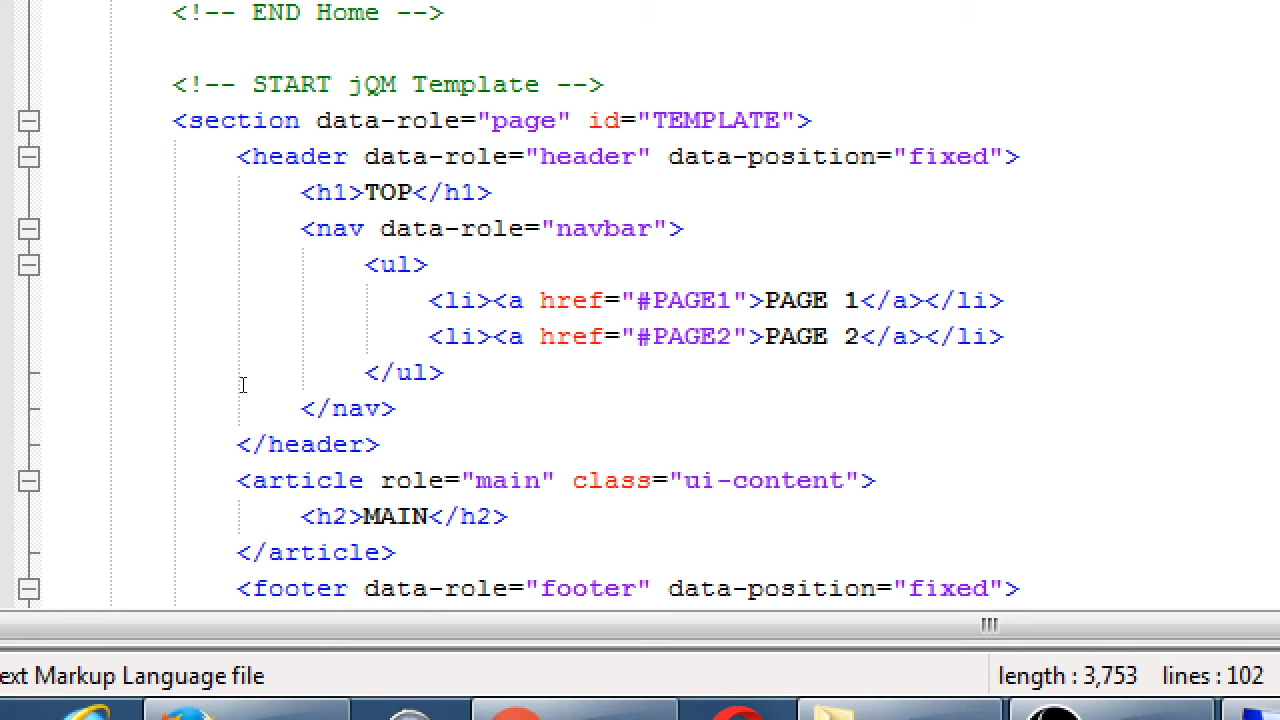 <!-- END Home -->
<!-- START jQM Template -->
<section data-role="page" id="TEMPLATE">
<header data-role="header" data-position="fixed">
<h1>TOP</h1>
<nav data-role="navbar">
<ul>
<li><a href="#PAGE1">PAGE 1</a></li>
<li><a href="#PAGE2">PAGE 2</a></li>
</ul>
</nav>
</header>
<article role="main" class="ui-content">
<h2>MAIN</h2>
</article>
<footer data-role="footer" data-position="fixed">
ext Markup Language file length : 3,753 lines : 102